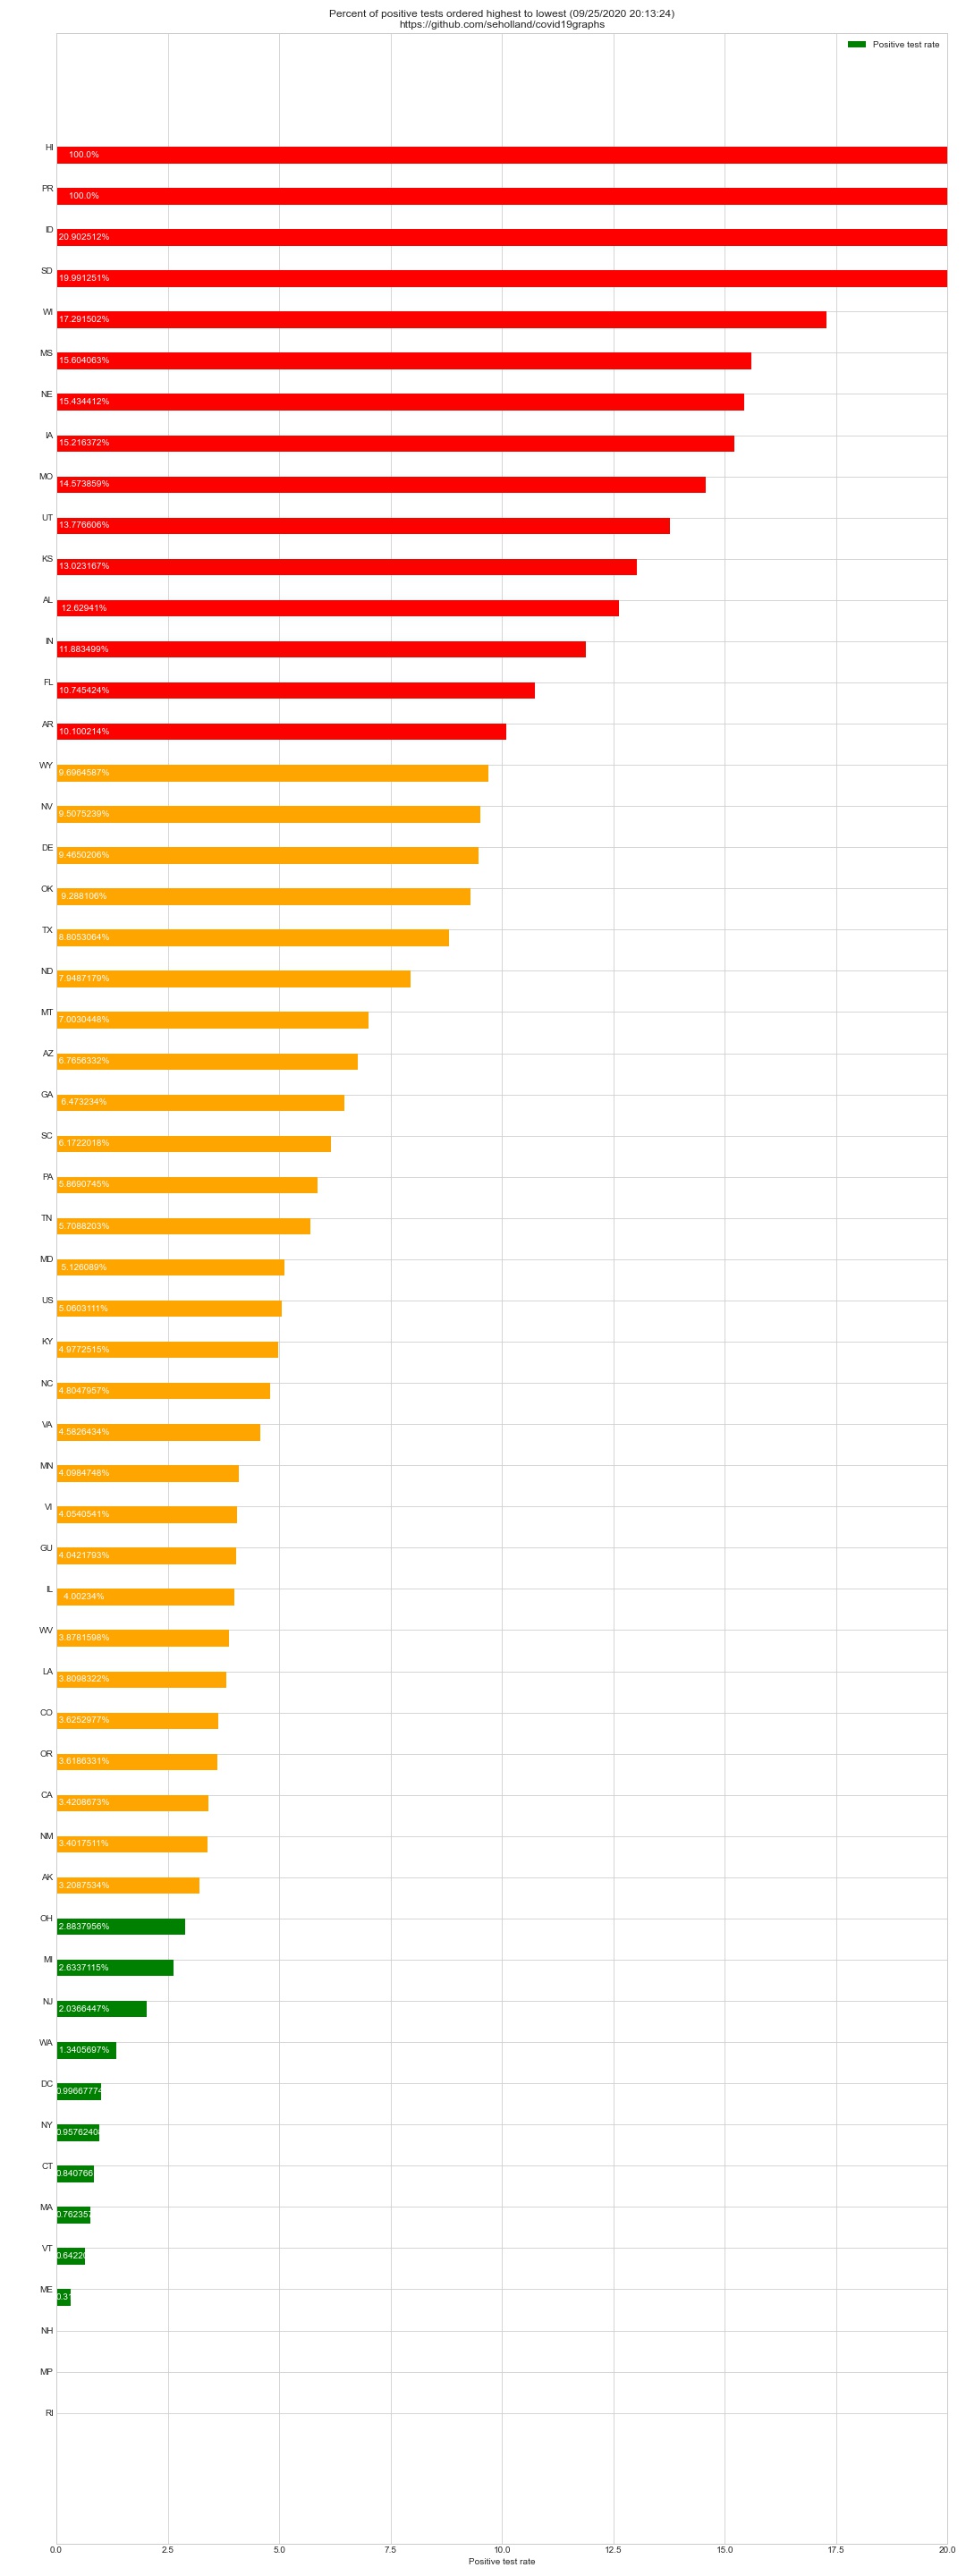 Percent of positive tests ordered highest to lowest (09/25/2020 20:13:24)
https://github.com/seholland/covid19graphs
Positive test rate
HI 100.0%
PR 100.0%
ID 20.902512%
SD 19.991251%
WI 17.291502%
MS 15.604063%
NE 15.434412%
IA 15.216372%
MO 14.573859%
UT 13.776606%
KS 13.023167%
AL 12.62941%
IN 11.883499%
FL 10.745424%
AR 10.100214%
WY 9.6964587%
NV 9.5075239%
DE 9.4650206%
OK 9.288106%
TX 8.8053064%
ND 7.9487179%
MT 7.0030448%
AZ 6.7656332%
GA 6.473234%
SC 6.1722018%
PA 5.8690745%
TN 5.7088203%
MD 5.126089%
US 5.0603111%
KY 4.9772515%
NC 4.8047957%
VA 4.5826434%
MN 4.0984748%
VI 4.0540541%
GU 4.0421793%
IL 4.00234%
WV 3.8781598%
LA 3.8098322%
CO 3.6252977%
OR 3.6186331%
CA 3.4208673%
NM 3.4017511%
AK 3.2087534%
OH 2.8837956%
MI 2.6337115%
NJ 2.0366447%
WA 1.3405697%
DC 0.99667774
NY
CT 0.840766
MA
VT
ME
NH
MP
RI
0.0 2.5 5.0 7.5 10.0 12.5 15.0 17.5 20.0
Positive test rate